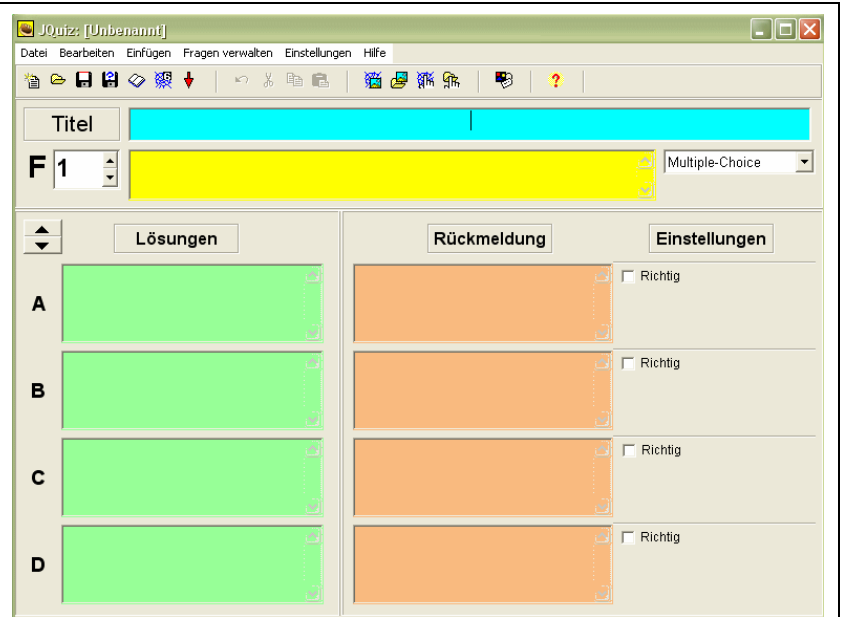 JQuiz: [Unbenannt]
Datei Bearbeiten Einfügen Fragen verwalten Einstellungen Hilfe
Titel
F 1 Multiple-Choice
Lösungen Rückmeldung Einstellungen
A Richtig
B Richtig
C Richtig
D Richtig